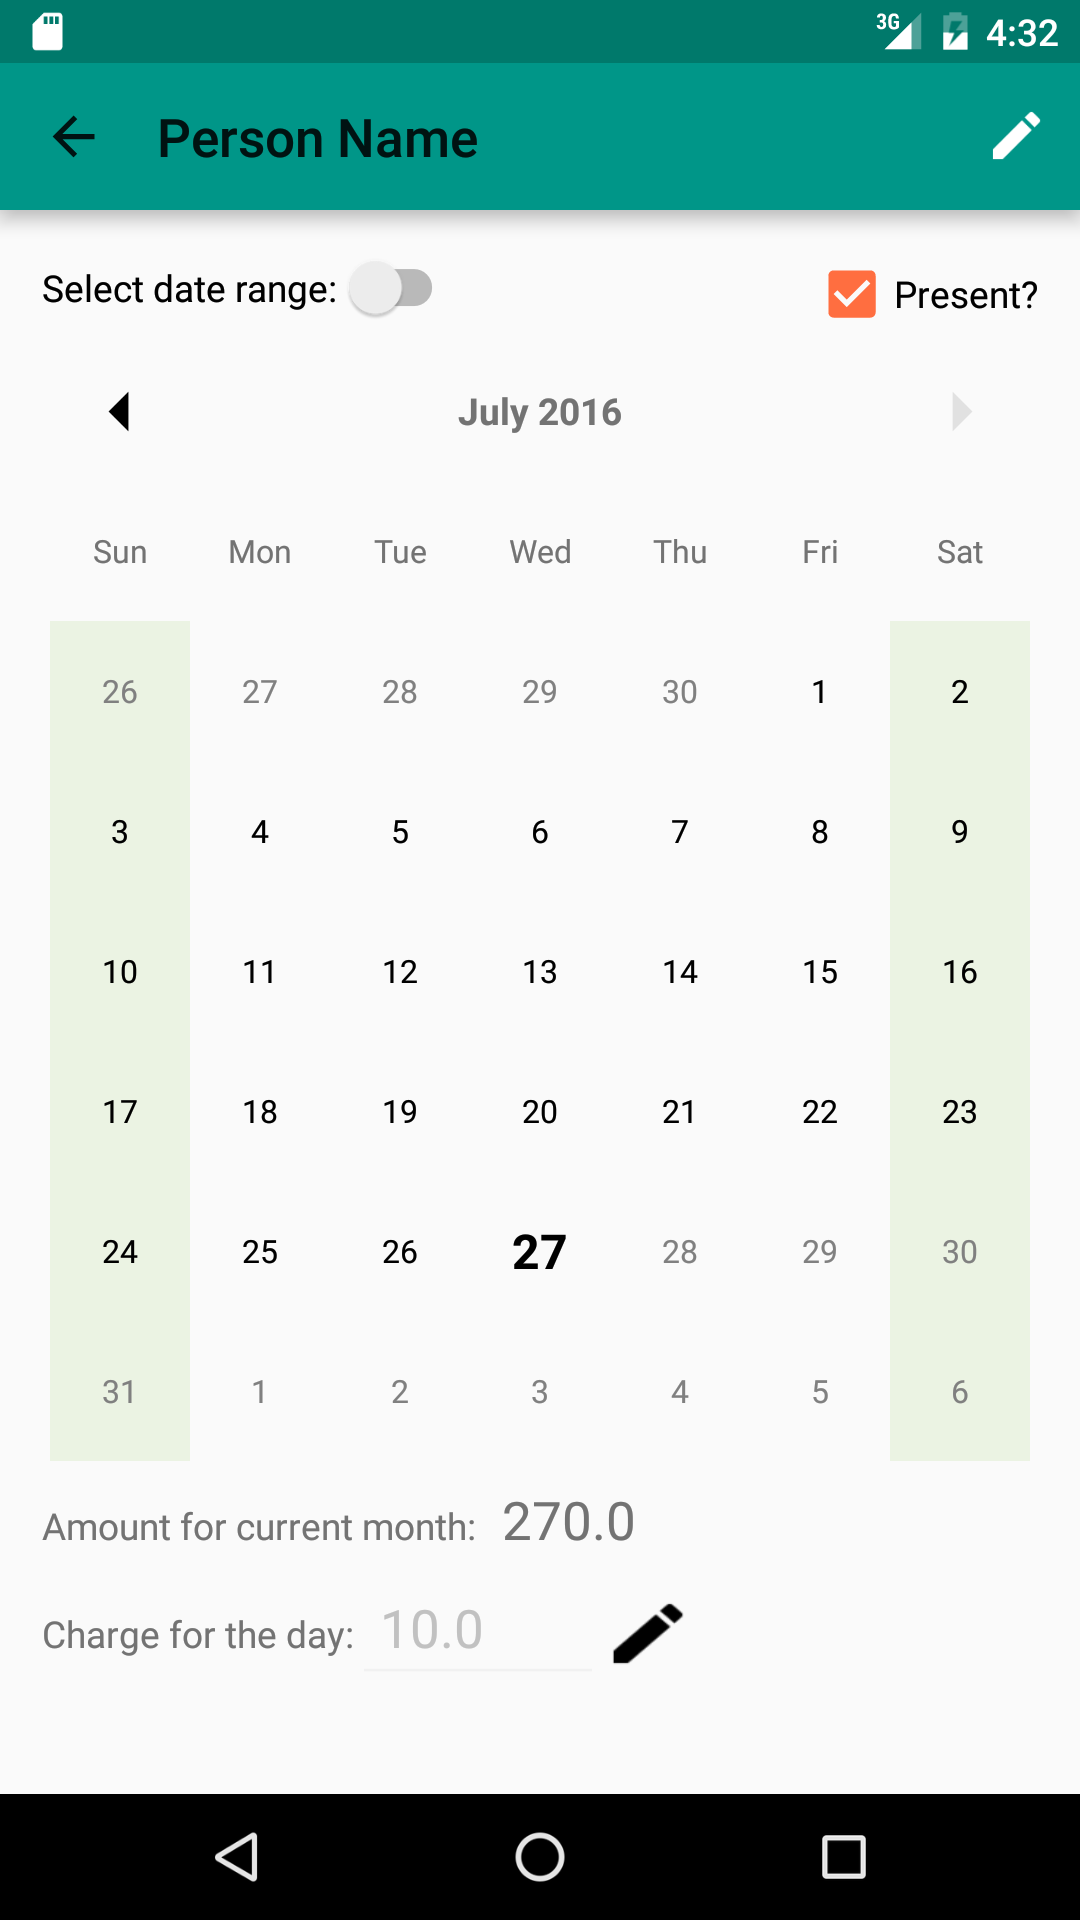 3G 4:32
Person Name
Select date range: Present?
July 2016
Sun Mon Tue Wed Thu Fri Sat
26 27 28 29 30 1 2
3 4 5 6 7 8 9
10 11 12 13 14 15 16
17 18 19 20 21 22 23
24 25 26 27 28 29 30
31 1 2 3 4 5 6
Amount for current month: 270.0
Charge for the day: 10.0